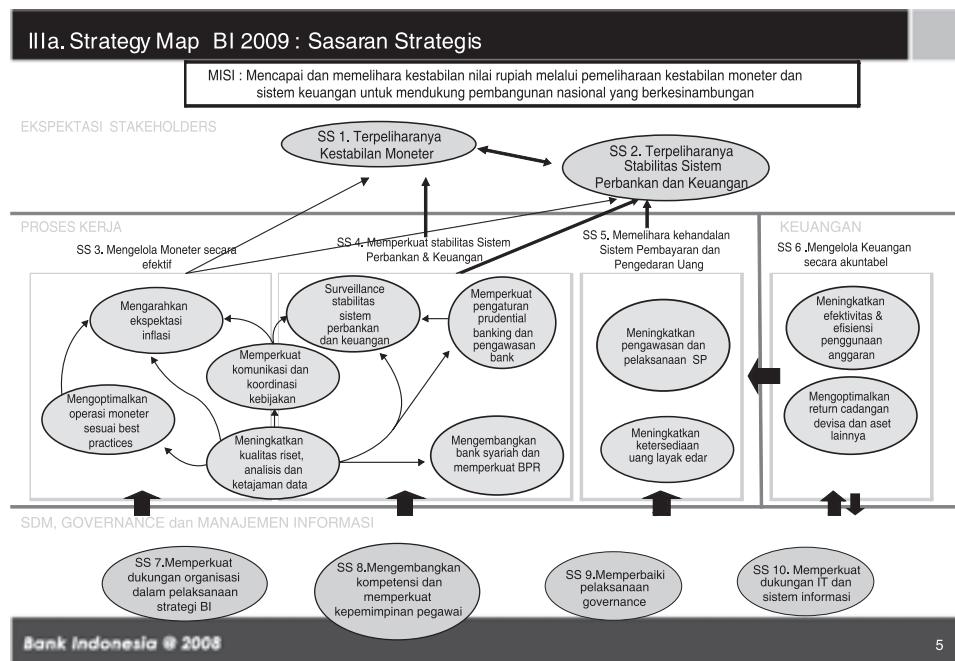 IIIa. Strategy Map BI 2009 : Sasaran Strategis
MISI : Mencapai dan memelihara kestabilan nilai rupiah melalui pemeliharaan kestabilan moneter dan
sistem keuangan untuk mendukung pembangunan nasional yang berkesinambungan
EKSPEKTASI STAKEHOLDERS
SS 1. Terpeliharanya
Kestabilan Moneter
SS 2. Terpeliharanya
Stabilitas Sistem
Perbankan dan Keuangan
PROSES KERJA
SS 3. Mengelola Moneter secara
efektif
SS 4. Memperkuat stabilitas Sistem
Perbankan & Keuangan
SS 5. Memelihara kehandalan
Sistem Pembayaran dan
Pengedaran Uang
KEUANGAN
SS 6 .Mengelola Keuangan
secara akuntabel
Mengarahkan
ekspektasi
inflasi
Surveillance
stabilitas
sistem
perbankan
dan keuangan
Memperkuat
pengaturan
prudential
banking dan
pengawasan
bank
Memperkuat
komunikasi dan
koordinasi
kebijakan
Mengoptimalkan
operasi moneter
sesuai best
practices
Meningkatkan
kualitas riset,
analisis dan
ketajaman data
Mengembangkan
bank syariah dan
memperkuat BPR
Meningkatkan
pengawasan dan
pelaksanaan SP
Meningkatkan
ketersediaan
uang layak edar
Meningkatkan
efektivitas &
efisiensi
penggunaan
anggaran
Mengoptimalkan
return cadangan
devisa dan aset
lainnya
SDM, GOVERNANCE dan MANAJEMEN INFORMASI
SS 7.Memperkuat
dukungan organisasi
dalam pelaksanaan
strategi BI
SS 8.Mengembangkan
kompetensi dan
memperkuat
kepemimpinan pegawai
SS 9.Memperbaiki
pelaksanaan
governance
SS 10. Memperkuat
dukungan IT dan
sistem informasi
Bank Indonesia @ 2008
5